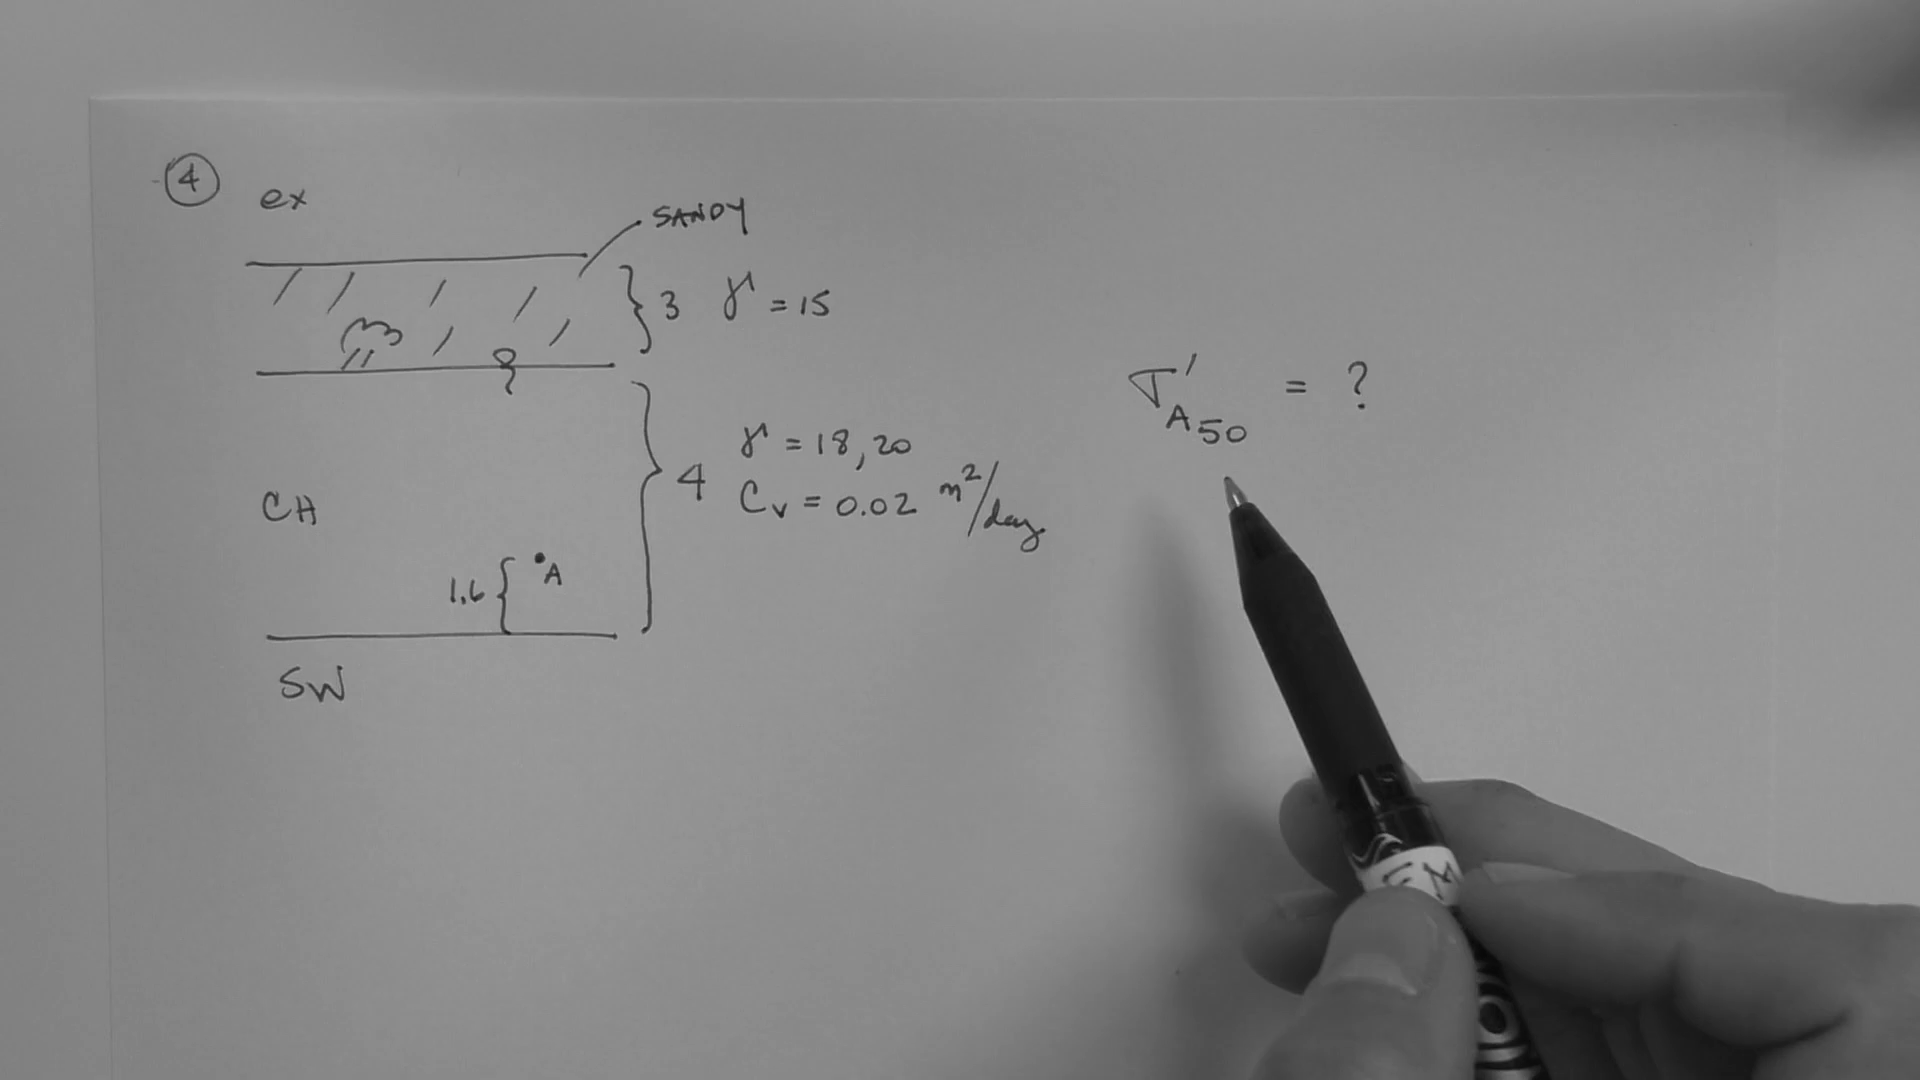 ④ ex
SANDY
3 γ = 15
γ = 18, 20
4 Cv = 0.02 m²/day
CH
1.6 A
SW
σ'A50 = ?